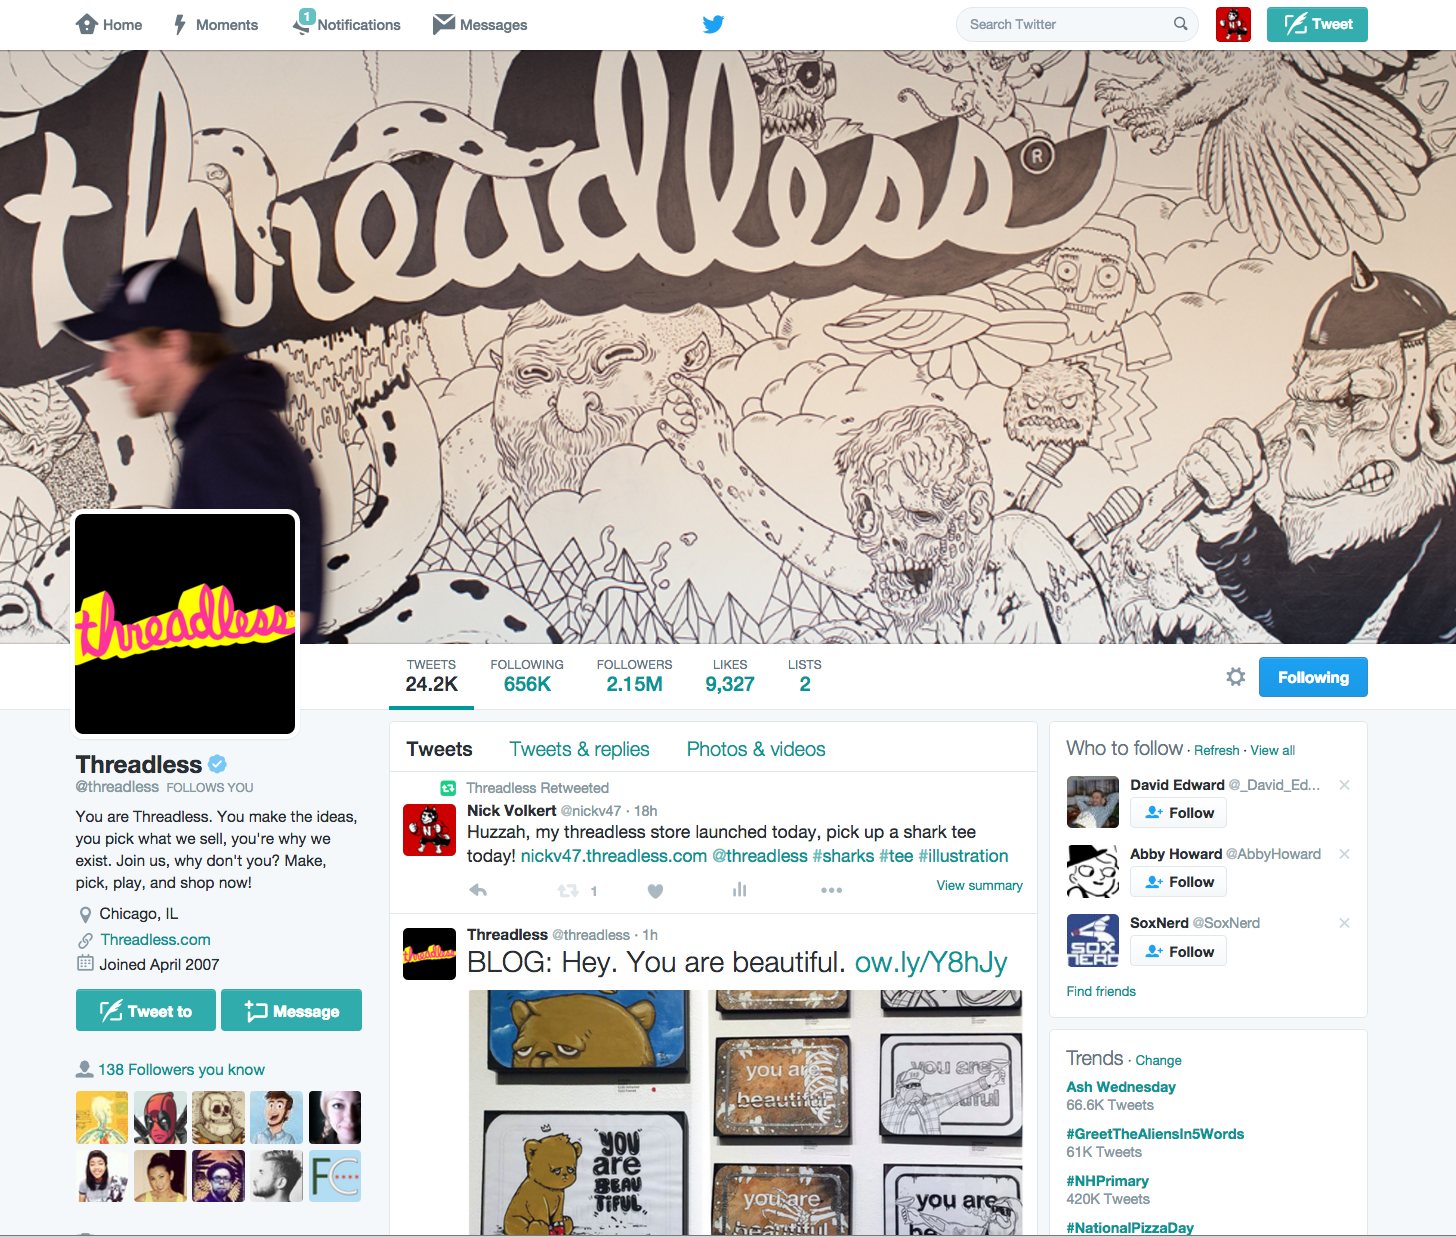 Home
Moments
1
Notifications
Messages
Search Twitter
Tweet
threadless
R
threadless
TWEETS
24.2K
FOLLOWING
656K
FOLLOWERS
2.15M
LIKES
9,327
LISTS
2
Following
Threadless
@threadless FOLLOWS YOU
You are Threadless. You make the ideas,
you pick what we sell, you're why we
exist. Join us, why don't you? Make,
pick, play, and shop now!
Chicago, IL
Threadless.com
Joined April 2007
Tweet to
Message
138 Followers you know
FC
Tweets
Tweets & replies
Photos & videos
Threadless Retweeted
N
Nick Volkert @nickv47 · 18h
Huzzah, my threadless store launched today, pick up a shark tee
today! nickv47.threadless.com @threadless #sharks #tee #illustration
1
View summary
threadless
Threadless @threadless · 1h
BLOG: Hey. You are beautiful. ow.ly/Y8hJy
you are
beautiful
you are
YOU
are
BEAU
TiFUL
you are
beautiful
you are
Who to follow · Refresh · View all
David Edward @_David_Ed...
Follow
Abby Howard @AbbyHoward
Follow
SOX
NERD
SoxNerd @SoxNerd
Follow
Find friends
Trends · Change
Ash Wednesday
66.6K Tweets
#GreetTheAliensIn5Words
61K Tweets
#NHPrimary
420K Tweets
#NationalPizzaDay